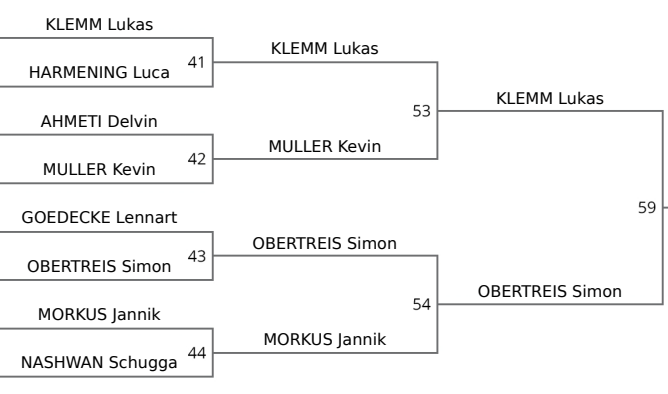 KLEMM Lukas
HARMENING Luca
41
KLEMM Lukas
AHMETI Delvin
MULLER Kevin
42
MULLER Kevin
53
KLEMM Lukas
GOEDECKE Lennart
OBERTREIS Simon
43
OBERTREIS Simon
MORKUS Jannik
NASHWAN Schugga
44
MORKUS Jannik
54
OBERTREIS Simon
59